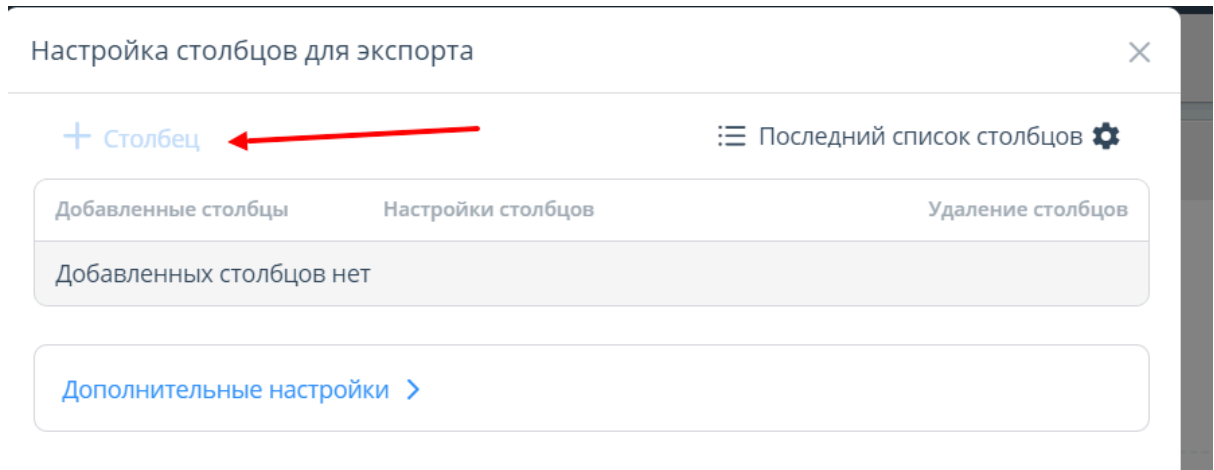 Настройка столбцов для экспорта
Столбец
Последний список столбцов
Добавленные столбцы Настройки столбцов Удаление столбцов
Добавленных столбцов нет
Дополнительные настройки